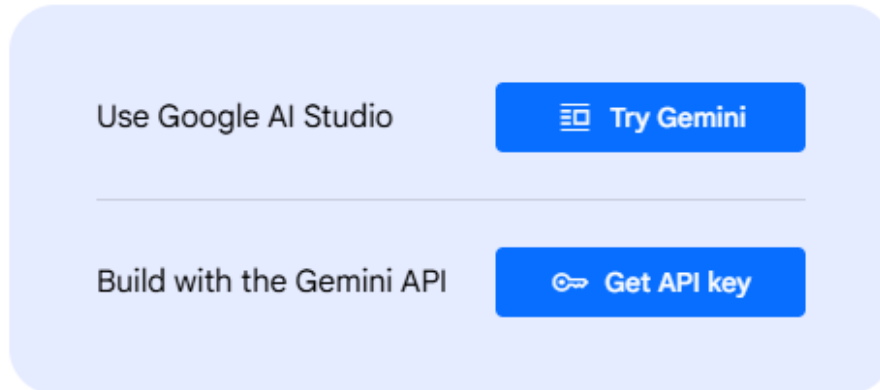 Use Google AI Studio
Try Gemini
Build with the Gemini API
Get API key